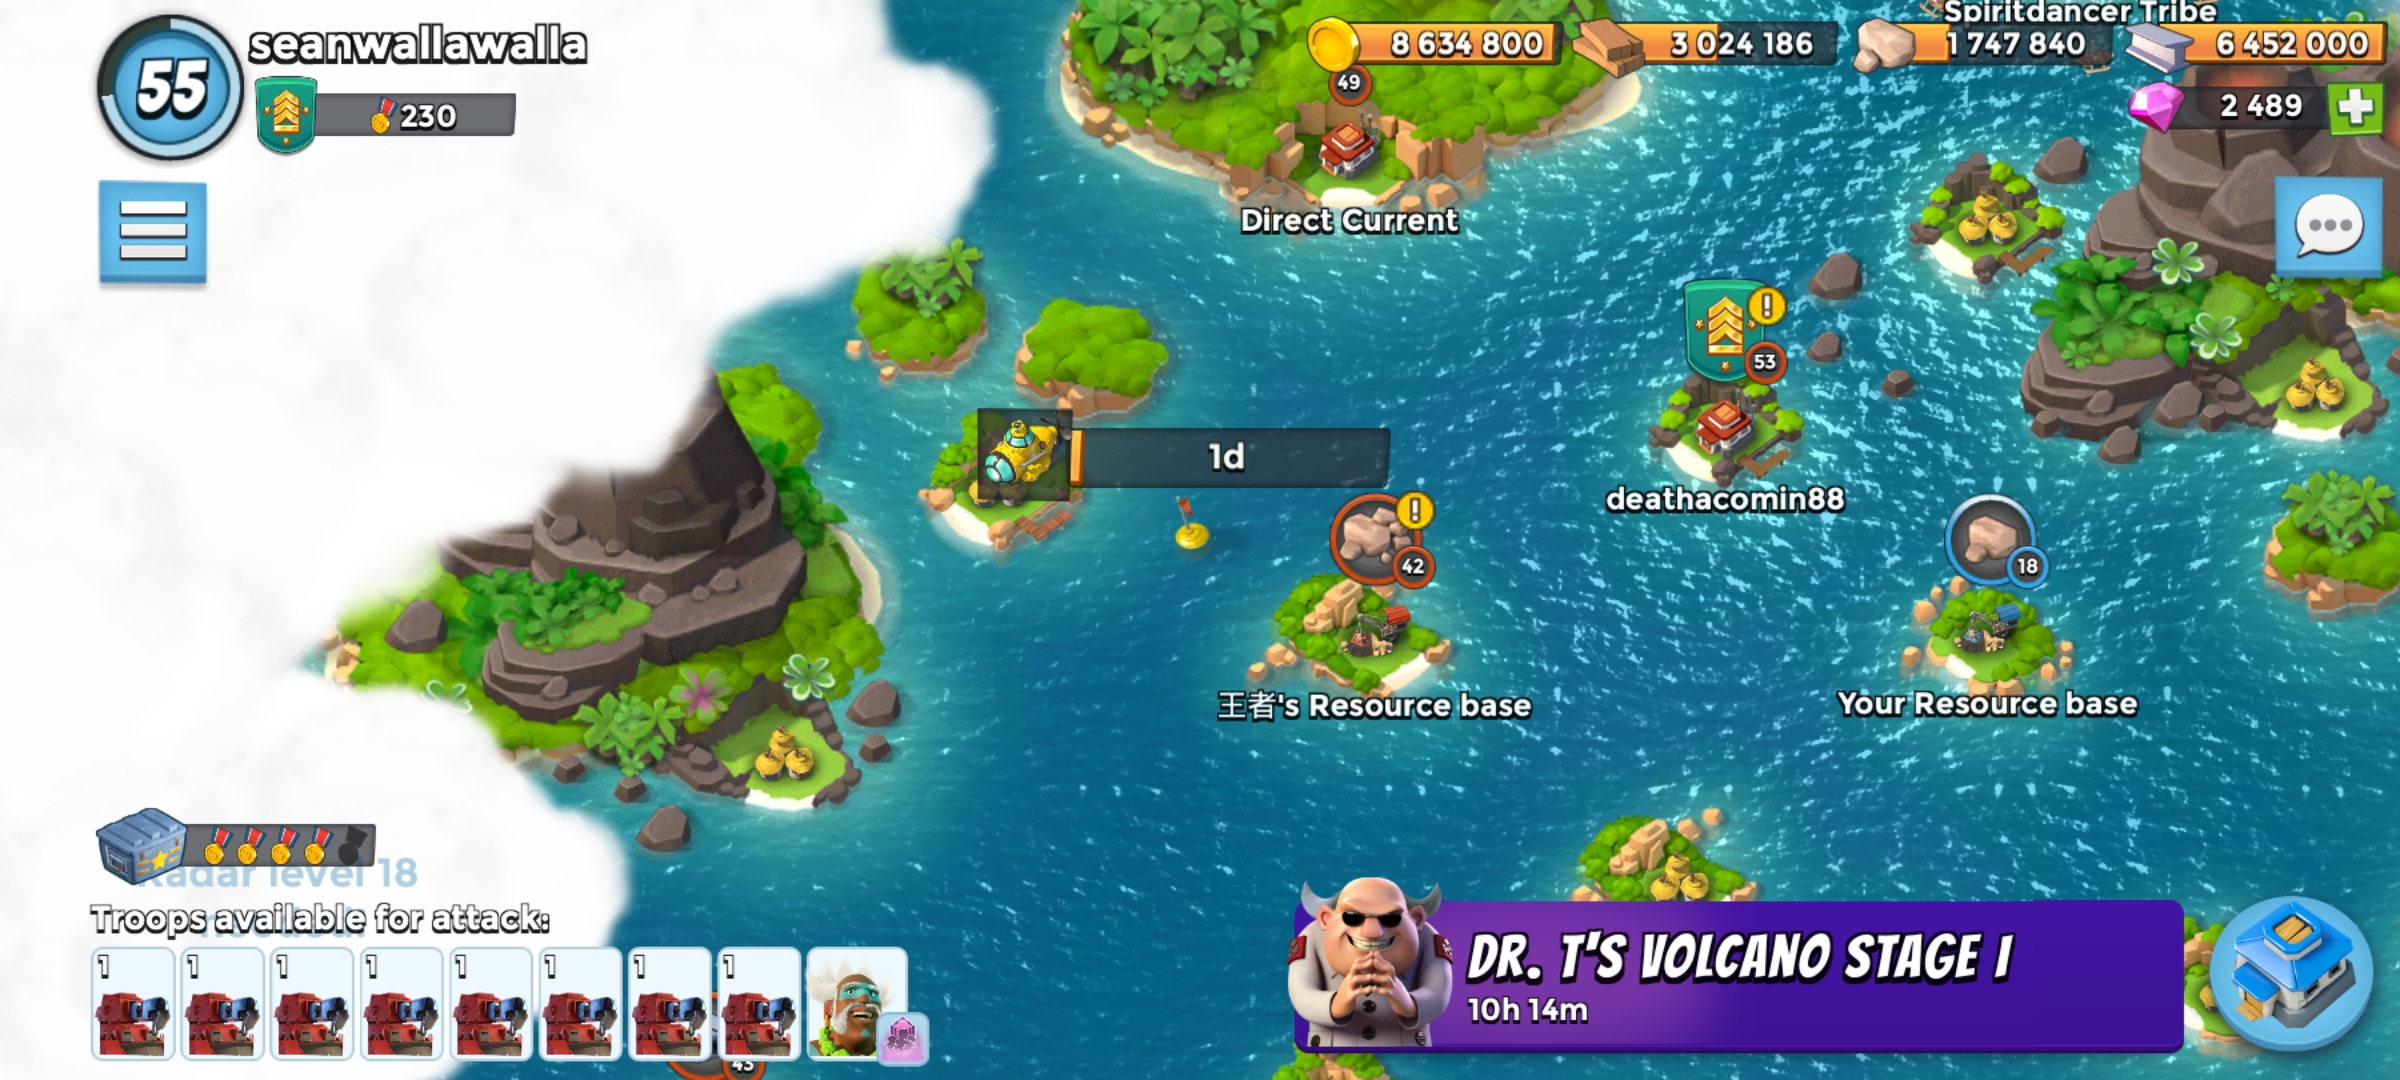 Spiritdancer Tribe
55
seanwallawalla
230
8 634 800
3 024 186
1 747 840
6 452 000
2 489
49
Direct Current
53
deathacomin88
1d
42
王者's Resource base
18
Your Resource base
Radar level 18
Troops available for attack:
1 1 1 1 1 1 1 1
43
DR. T'S VOLCANO STAGE I
10h 14m